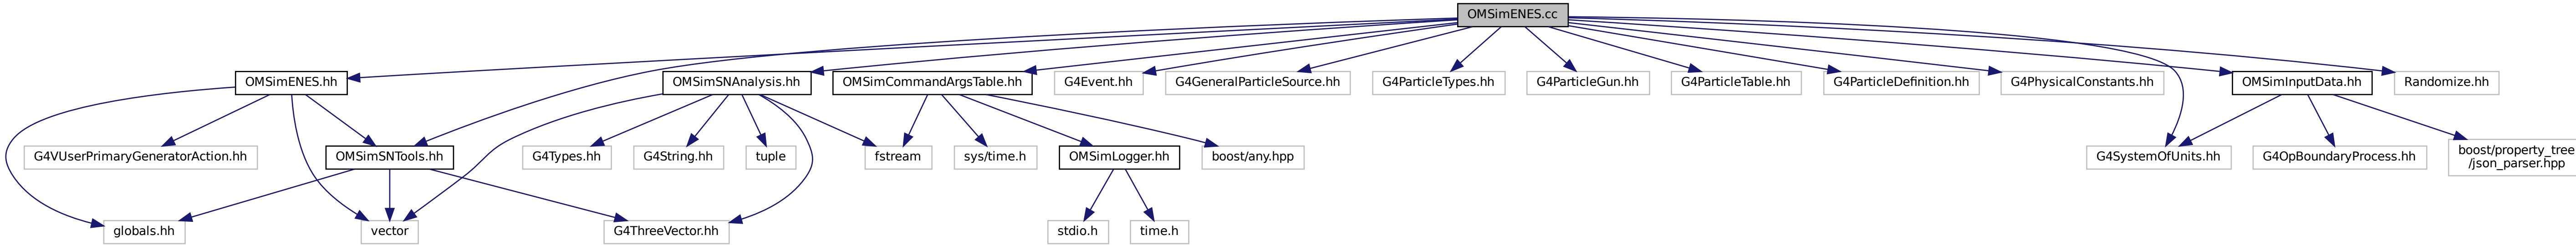 OMSimENES.cc
OMSimENES.hh
OMSimSNAnalysis.hh
OMSimCommandArgsTable.hh
G4Event.hh
G4GeneralParticleSource.hh
G4ParticleTypes.hh
G4ParticleGun.hh
G4ParticleTable.hh
G4ParticleDefinition.hh
G4PhysicalConstants.hh
OMSimInputData.hh
Randomize.hh
G4VUserPrimaryGeneratorAction.hh
OMSimSNTools.hh
G4Types.hh
G4String.hh
tuple
fstream
sys/time.h
OMSimLogger.hh
boost/any.hpp
G4SystemOfUnits.hh
G4OpBoundaryProcess.hh
boost/property_tree
/json_parser.hpp
globals.hh
vector
G4ThreeVector.hh
stdio.h
time.h